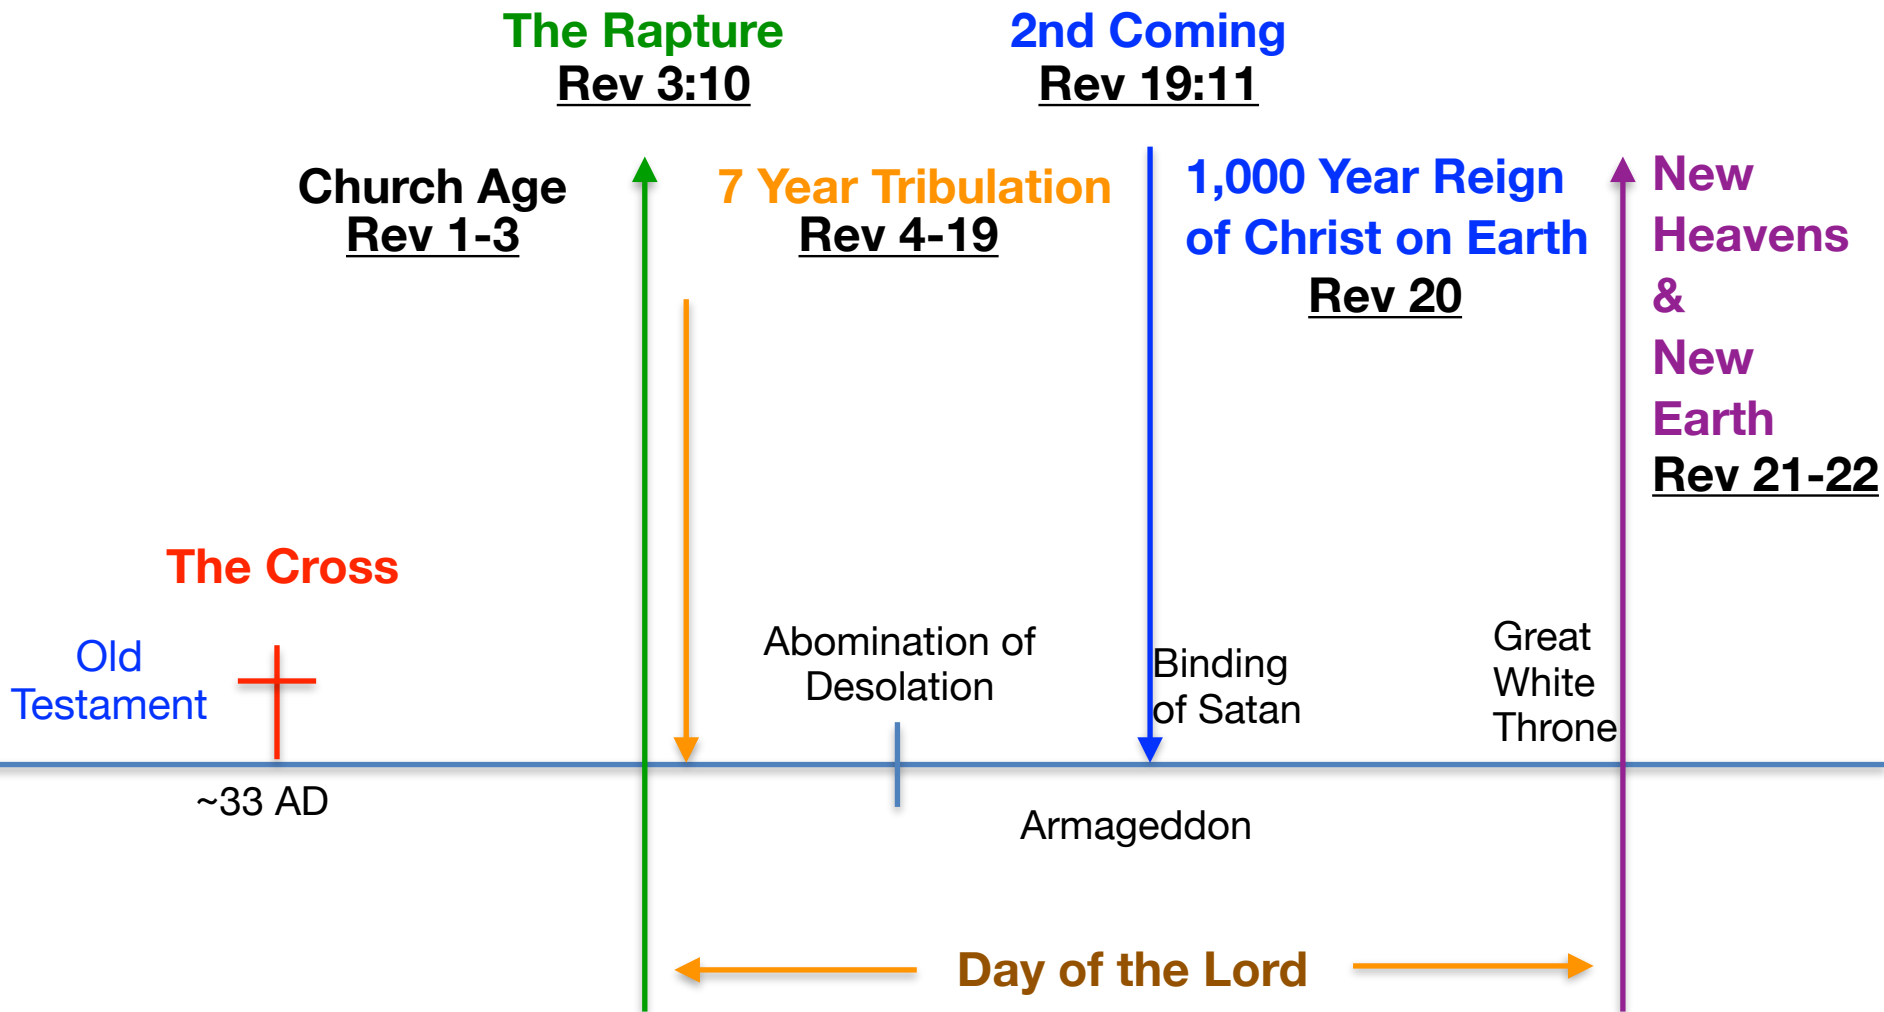 The Rapture
Rev 3:10
2nd Coming
Rev 19:11
Church Age
Rev 1-3
7 Year Tribulation
Rev 4-19
1,000 Year Reign
of Christ on Earth
Rev 20
New
Heavens
&
New
Earth
Rev 21-22
The Cross
Old
Testament
~33 AD
Abomination of
Desolation
Binding
of Satan
Great
White
Throne
Armageddon
Day of the Lord